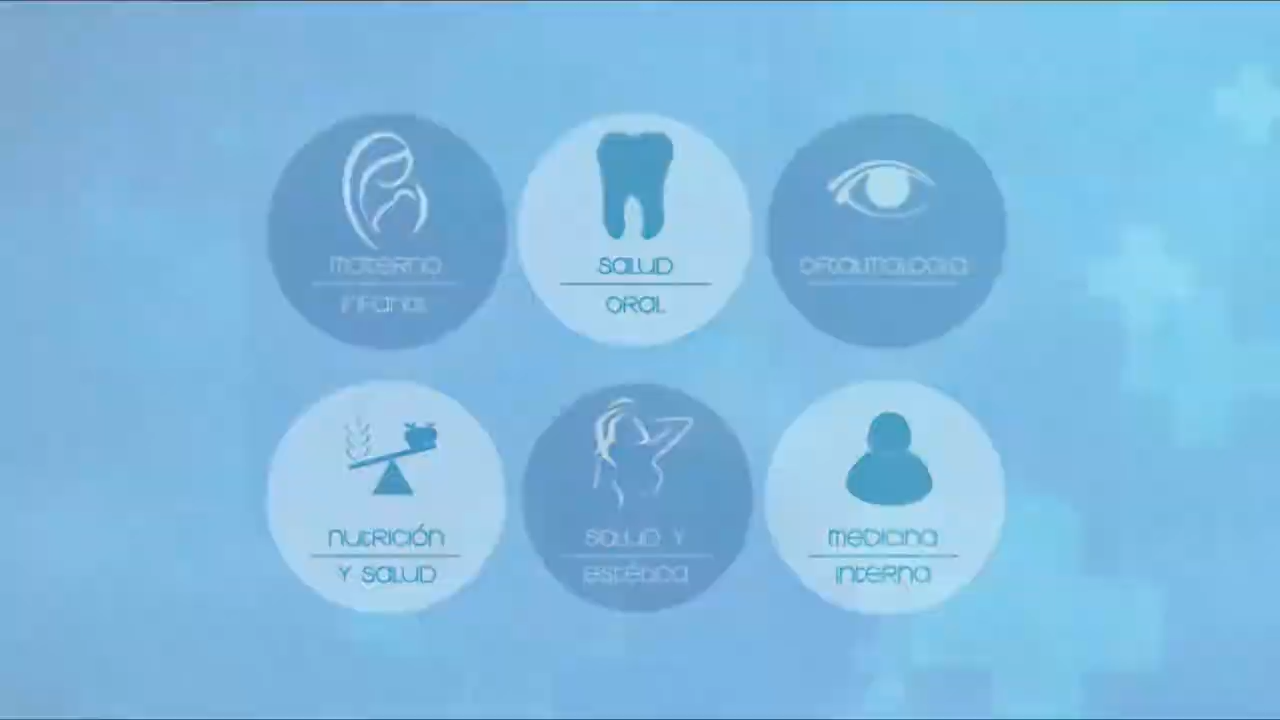 materno
infantil
salud
oral
oftalmología
nutrición
y salud
salud y
estética
medicina
interna